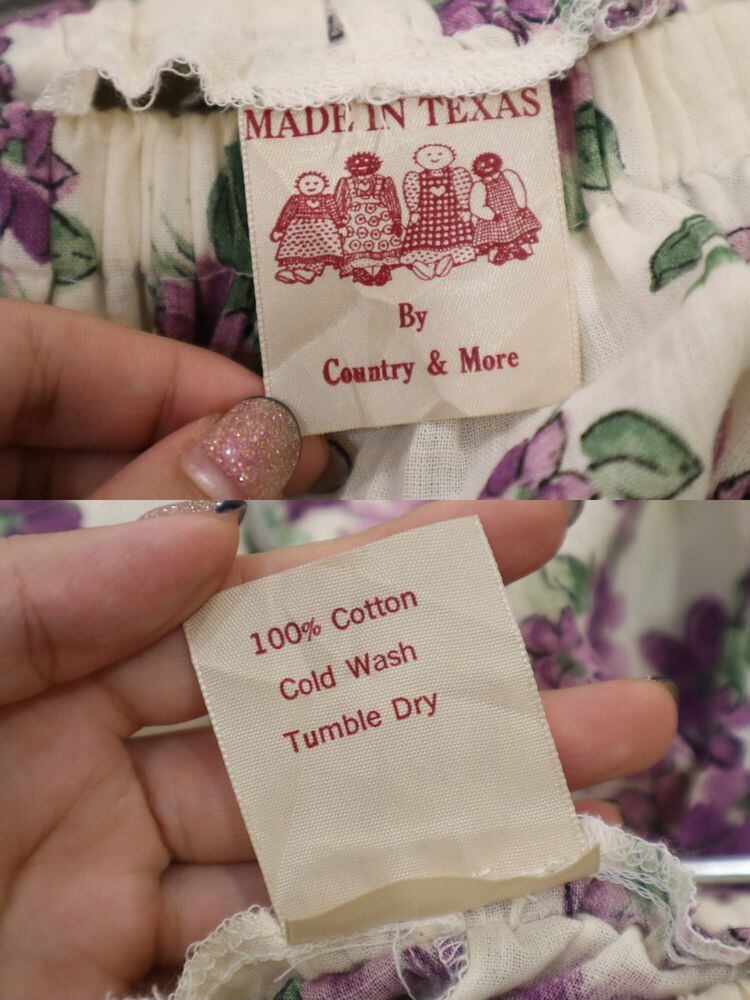 MADE IN TEXAS
By
Country & More
100% Cotton
Cold Wash
Tumble Dry